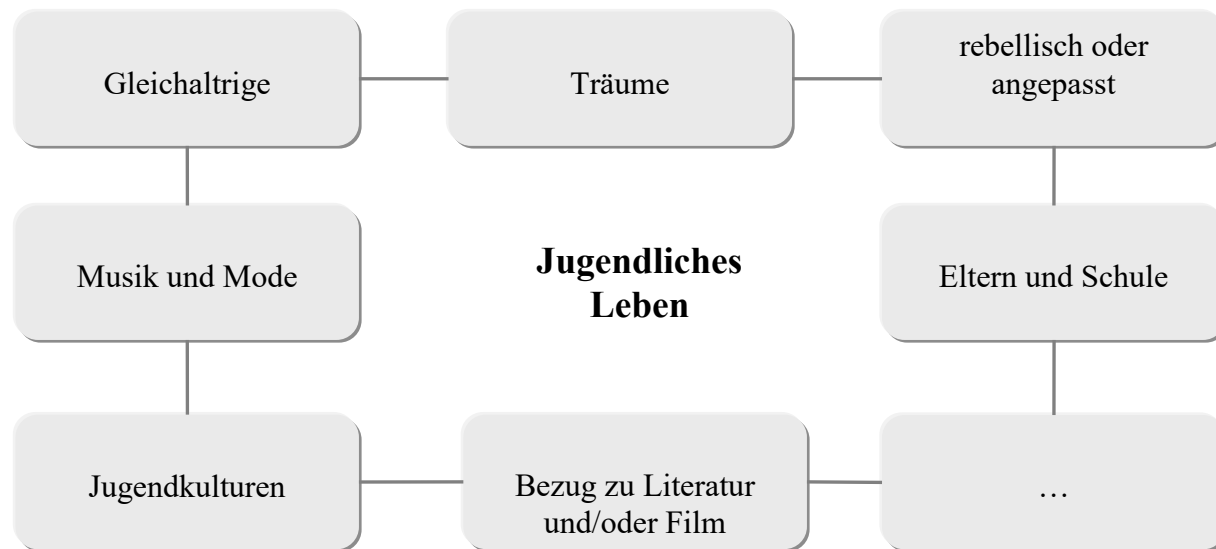 Gleichaltrige
Träume
rebellisch oder
angepasst
Musik und Mode
Jugendliches
Leben
Eltern und Schule
Jugendkulturen
Bezug zu Literatur
und/oder Film
…